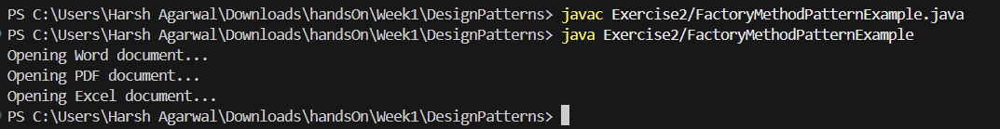 PS C:\Users\Harsh Agarwal\Downloads\handsOn\Week1\DesignPatterns> javac Exercise2/FactoryMethodPatternExample.java
PS C:\Users\Harsh Agarwal\Downloads\handsOn\Week1\DesignPatterns> java Exercise2/FactoryMethodPatternExample
Opening Word document...
Opening PDF document...
Opening Excel document...
PS C:\Users\Harsh Agarwal\Downloads\handsOn\Week1\DesignPatterns>